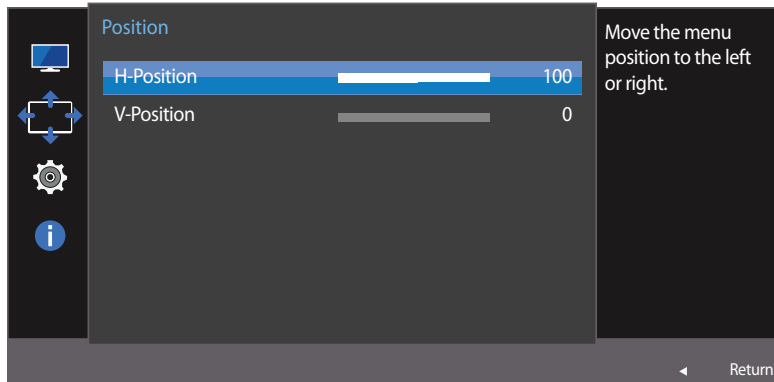 Position
H-Position 100
V-Position 0
Move the menu
position to the left
or right.
Return